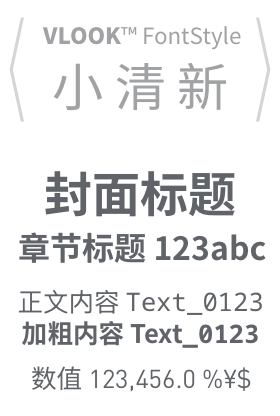 VLOOK™ FontStyle
小清新
封面标题
章节标题 123abc
正文内容 Text_0123
加粗内容 Text_0123
数值 123,456.0 %¥$